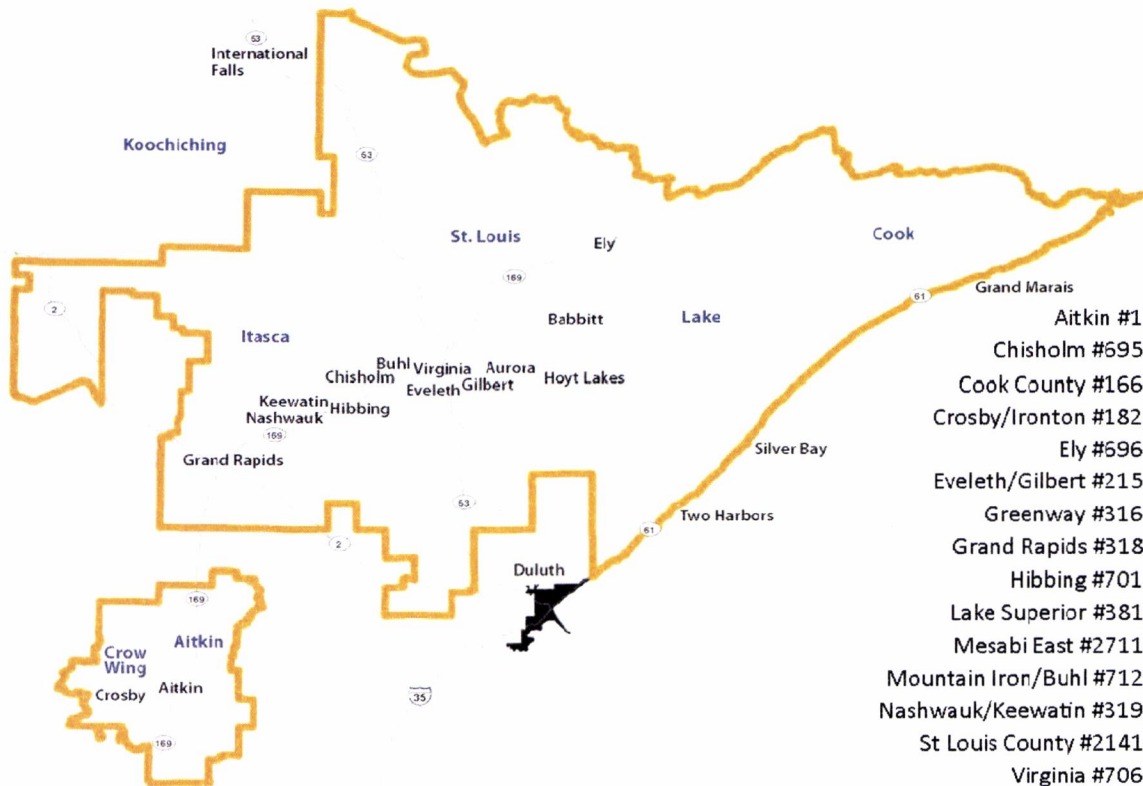 53
International
Falls
Koochiching
53
St. Louis
Ely
Cook
169
Grand Marais
61
2
Babbitt
Lake
Itasca
Buhl
Virginia
Aurora
Chisholm
Eveleth
Gilbert
Hoyt Lakes
Keewatin
Hibbing
Nashwauk
169
Grand Rapids
Silver Bay
53
Two Harbors
61
2
Duluth
169
Aitkin
Crow
Wing
Crosby
Aitkin
35
169
Aitkin #1
Chisholm #695
Cook County #166
Crosby/Ironton #182
Ely #696
Eveleth/Gilbert #215
Greenway #316
Grand Rapids #318
Hibbing #701
Lake Superior #381
Mesabi East #2711
Mountain Iron/Buhl #712
Nashwauk/Keewatin #319
St Louis County #2141
Virginia #706